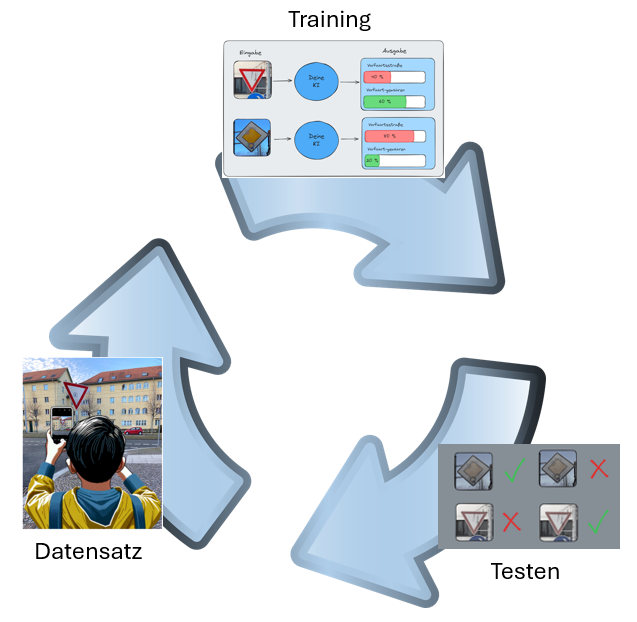 Training
Eingabe
Ausgabe
Deine
KI
Vorfahrtsstraße
40 %
Vorfahrt gewähren
60 %
Deine
KI
Vorfahrtsstraße
80 %
Vorfahrt gewähren
20 %
Datensatz
Testen